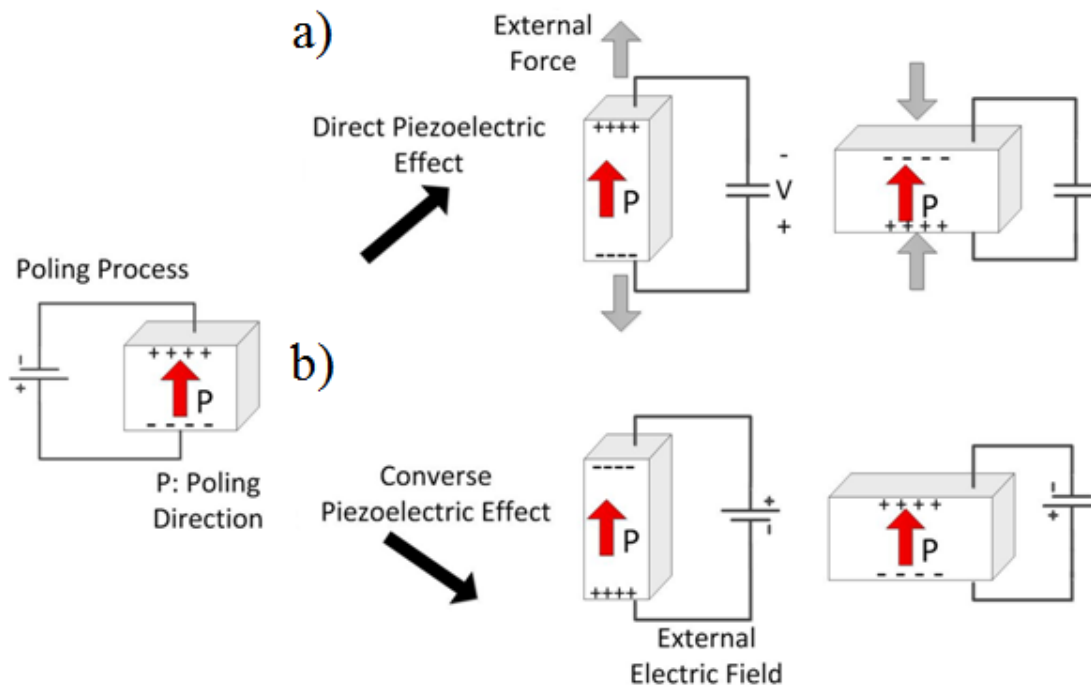 a)
External
Force
Direct Piezoelectric
Effect
++++
P
----
-
V
+
- - - -
P
++++
Poling Process
-
+
++++
P
- - - -
P: Poling
Direction
b)
Converse
Piezoelectric Effect
----
P
++++
+
-
External
Electric Field
++++
P
- - - -
-
+